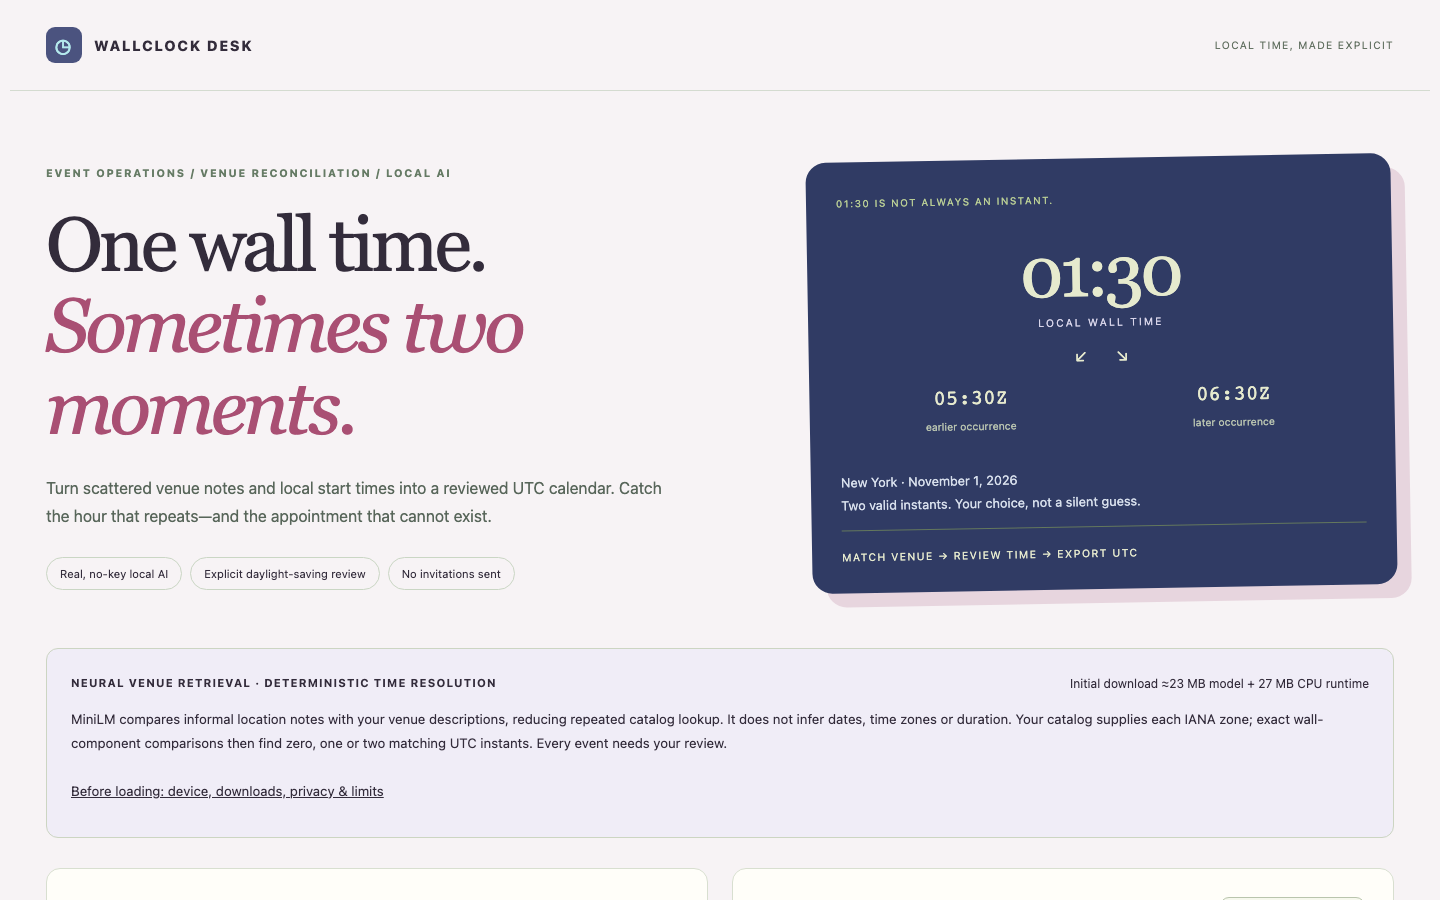 WALLCLOCK DESK
LOCAL TIME, MADE EXPLICIT
EVENT OPERATIONS / VENUE RECONCILIATION / LOCAL AI
One wall time.
Sometimes two
moments.
Turn scattered venue notes and local start times into a reviewed UTC calendar. Catch
the hour that repeats—and the appointment that cannot exist.
Real, no-key local AI
Explicit daylight-saving review
No invitations sent
01:30 IS NOT ALWAYS AN INSTANT.
01:30
LOCAL WALL TIME
↙ ↘
05:30Z
earlier occurrence
06:30Z
later occurrence
New York · November 1, 2026
Two valid instants. Your choice, not a silent guess.
MATCH VENUE → REVIEW TIME → EXPORT UTC
NEURAL VENUE RETRIEVAL · DETERMINISTIC TIME RESOLUTION
Initial download ≈23 MB model + 27 MB CPU runtime
MiniLM compares informal location notes with your venue descriptions, reducing repeated catalog lookup. It does not infer dates, time zones or duration. Your catalog supplies each IANA zone; exact wall-
component comparisons then find zero, one or two matching UTC instants. Every event needs your review.
Before loading: device, downloads, privacy & limits